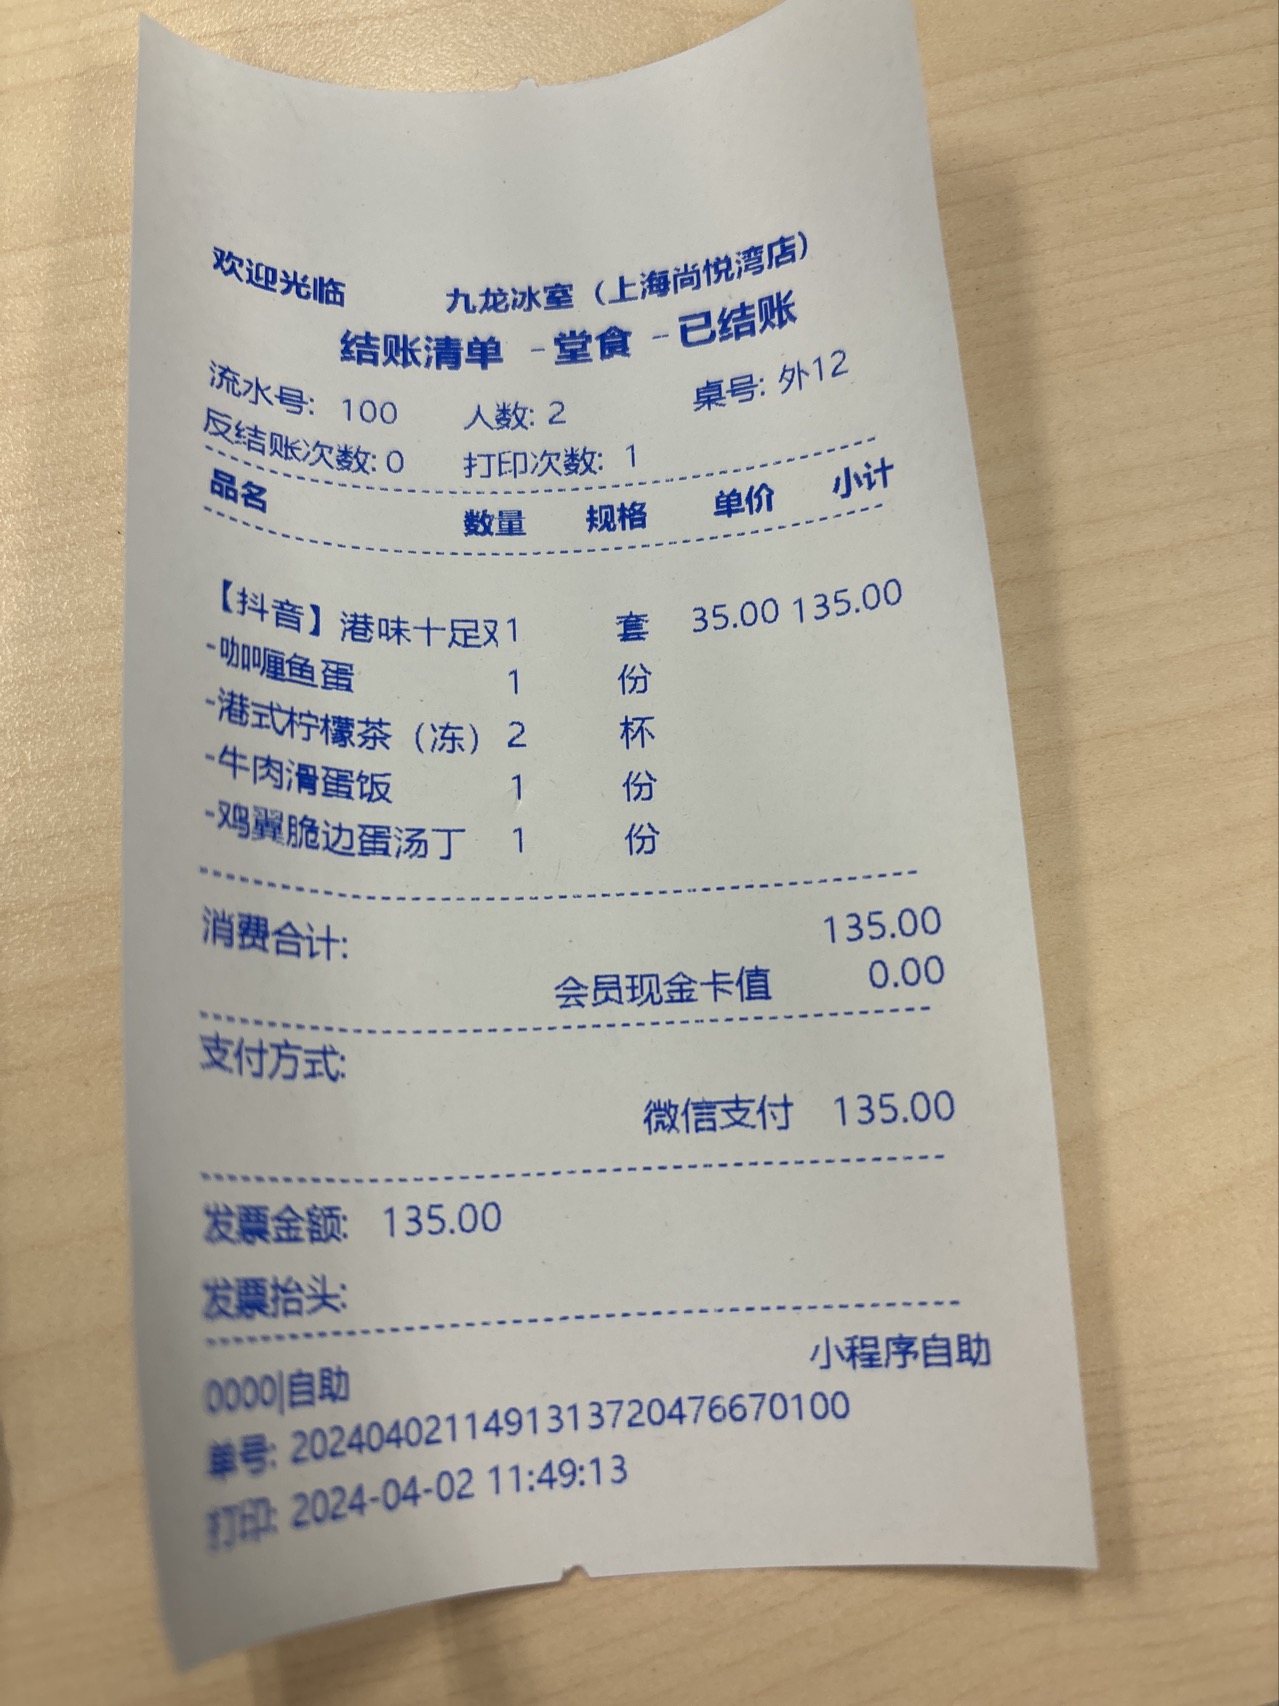 欢迎光临 九龙冰室（上海尚悦湾店）
结账清单 -堂食 -已结账
流水号: 100 人数: 2 桌号: 外12
反结账次数: 0 打印次数: 1
品名 数量 规格 单价 小计
【抖音】港味十足双 1 套 35.00 135.00
-咖喱鱼蛋 1 份
-港式柠檬茶（冻） 2 杯
-牛肉滑蛋饭 1 份
-鸡翼脆边蛋汤丁 1 份
消费合计: 135.00
会员现金卡值 0.00
支付方式:
微信支付 135.00
发票金额: 135.00
发票抬头:
0000|自助 小程序自助
单号: 2024040211491313720476670100
打印: 2024-04-02 11:49:13